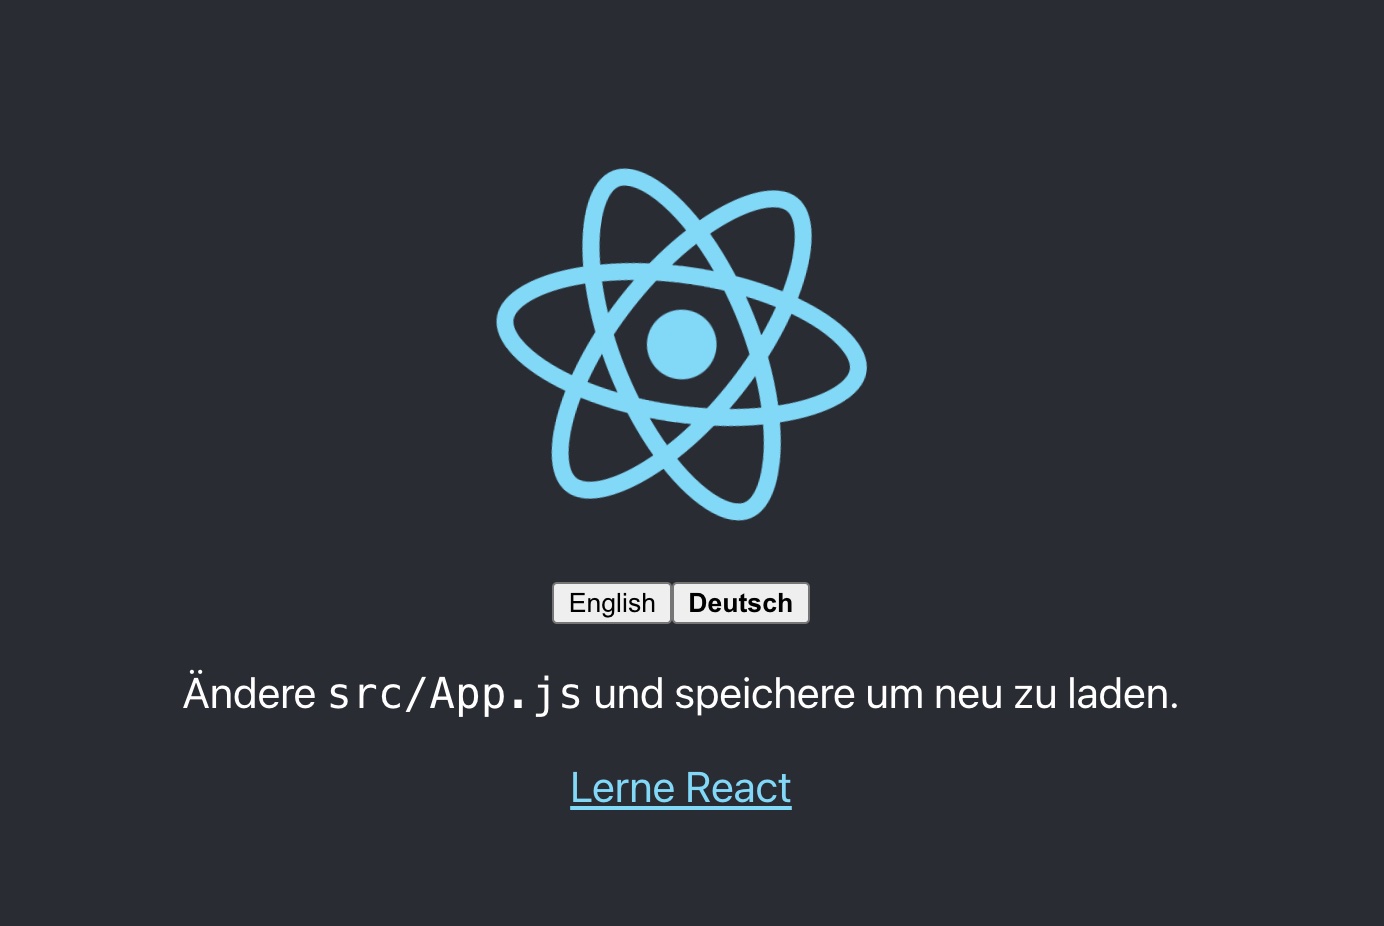 English Deutsch
Ändere src/App.js und speichere um neu zu laden.
Lerne React